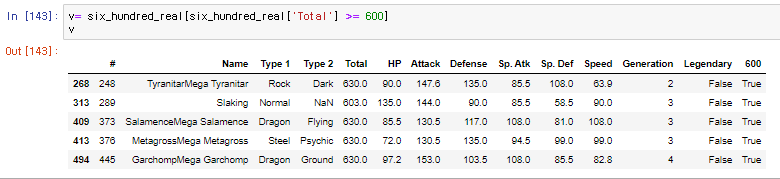 In [143]: v= six_hundred_real[six_hundred_real['Total'] >= 600]
v
Out[143]:
# Name Type 1 Type 2 Total HP Attack Defense Sp. Atk Sp. Def Speed Generation Legendary 600
268 248 TyranitarMega Tyranitar Rock Dark 630.0 90.0 147.6 135.0 85.5 108.0 63.9 2 False True
313 289 Slaking Normal NaN 603.0 135.0 144.0 90.0 85.5 58.5 90.0 3 False True
409 373 SalamenceMega Salamence Dragon Flying 630.0 85.5 130.5 117.0 108.0 81.0 108.0 3 False True
413 376 MetagrossMega Metagross Steel Psychic 630.0 72.0 130.5 135.0 94.5 99.0 99.0 3 False True
494 445 GarchompMega Garchomp Dragon Ground 630.0 97.2 153.0 103.5 108.0 85.5 82.8 4 False True